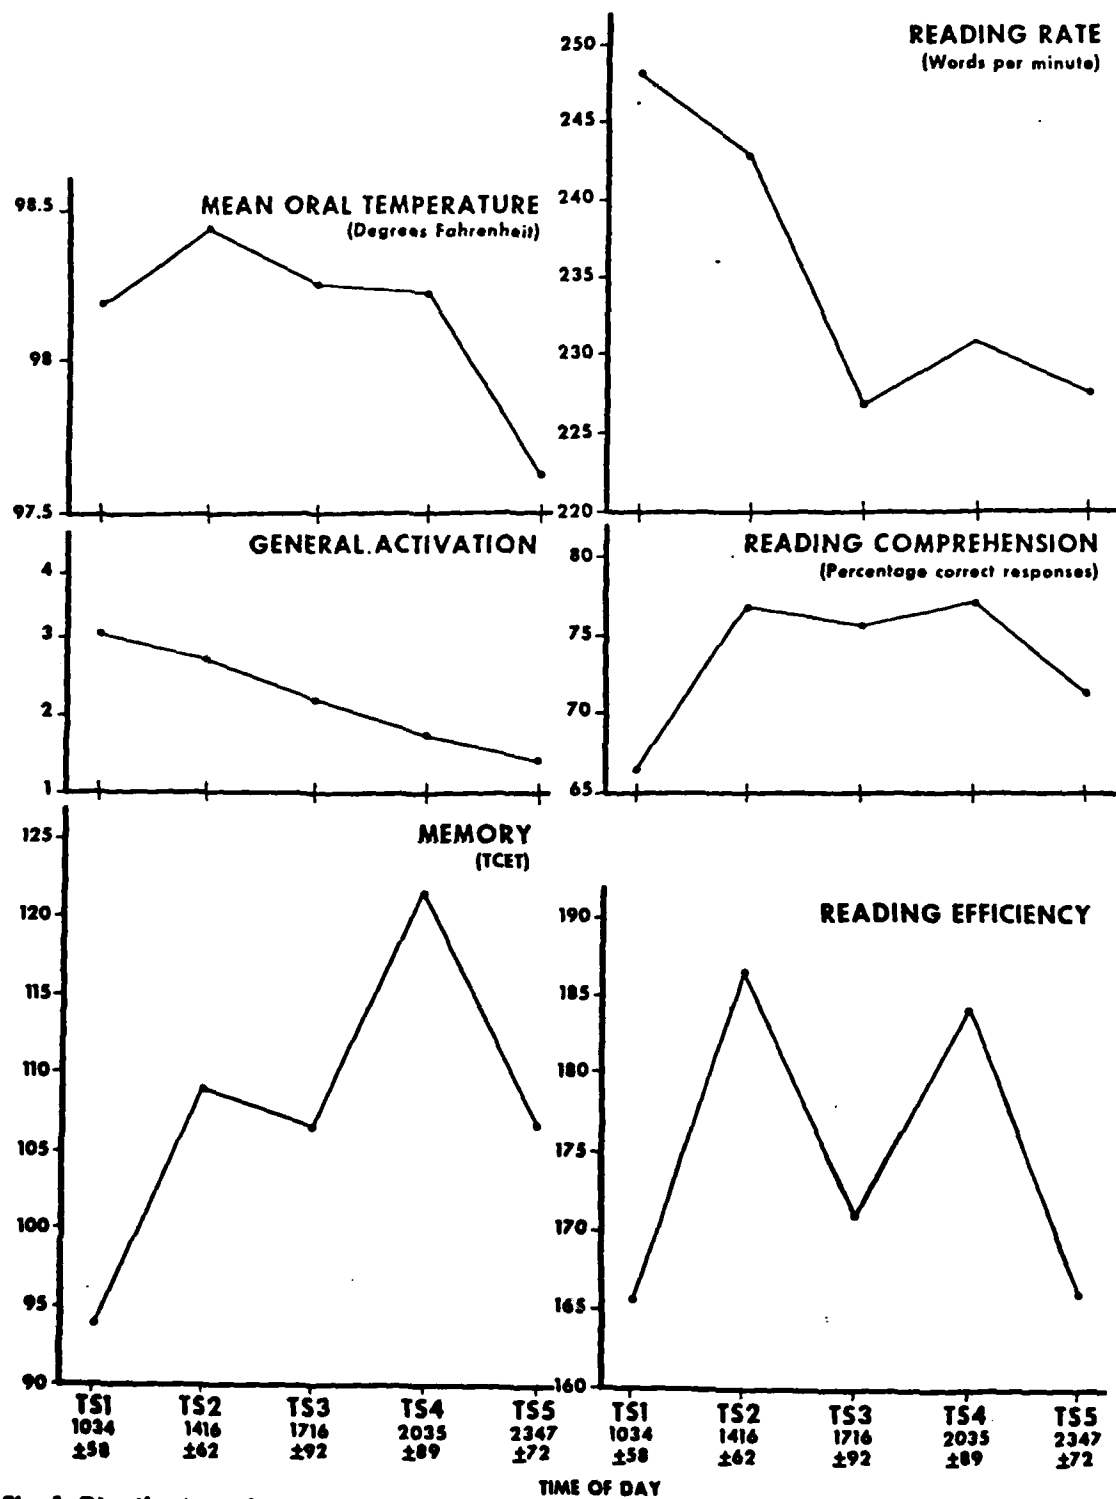 MEAN ORAL TEMPERATURE
(Degrees Fahrenheit)
98.5
98
97.5
READING RATE
(Words per minute)
250
245
240
235
230
225
220
GENERAL.ACTIVATION
4
3
2
1
READING COMPREHENSION
(Percentage correct responses)
80
75
70
65
MEMORY
(TCET)
125
120
115
110
105
100
95
90
TS1 TS2 TS3 TS4 TS5
1034 1416 1716 2035 2347
±58 ±62 ±92 ±89 ±72
READING EFFICIENCY
190
185
180
175
170
165
160
TS1 TS2 TS3 TS4 TS5
1034 1416 1716 2035 2347
±58 ±62 ±92 ±89 ±72
TIME OF DAY